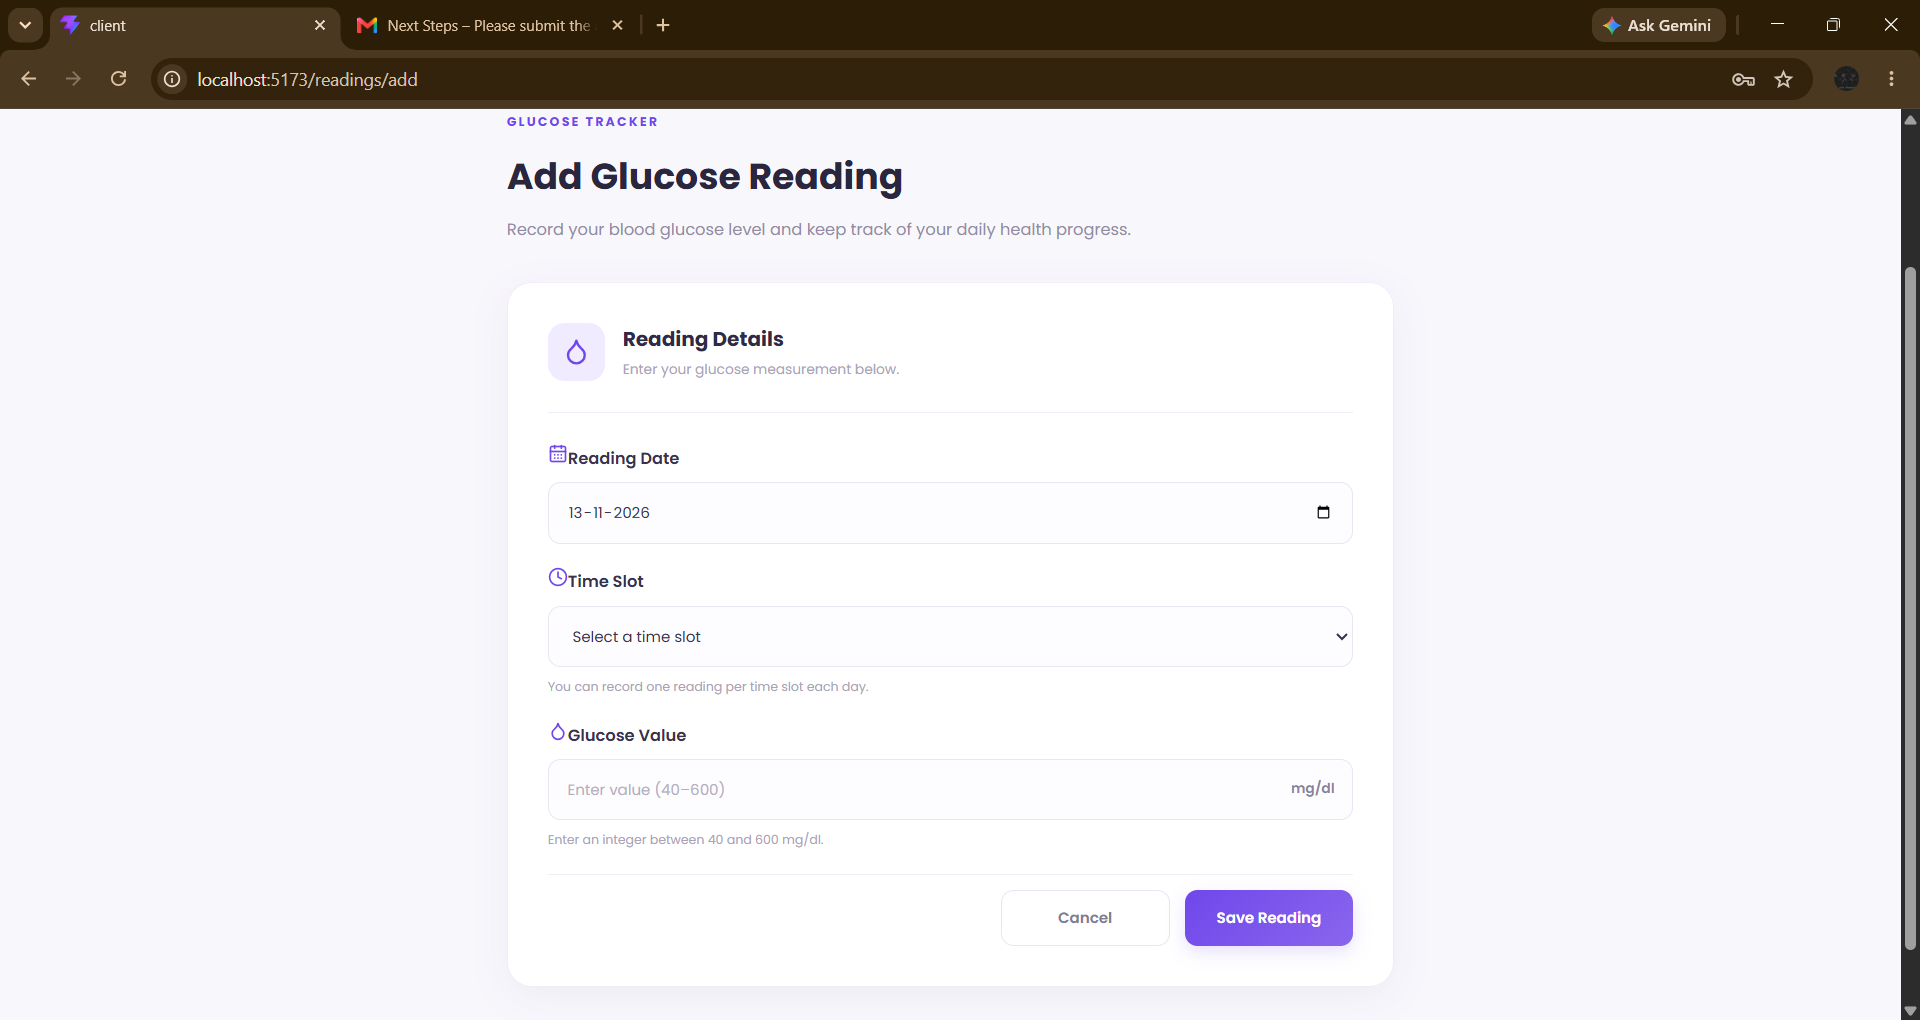 client
Next Steps – Please submit the
Ask Gemini
localhost:5173/readings/add
GLUCOSE TRACKER
Add Glucose Reading
Record your blood glucose level and keep track of your daily health progress.
Reading Details
Enter your glucose measurement below.
Reading Date
13-11-2026
Time Slot
Select a time slot
You can record one reading per time slot each day.
Glucose Value
Enter value (40–600)
mg/dl
Enter an integer between 40 and 600 mg/dl.
Cancel
Save Reading